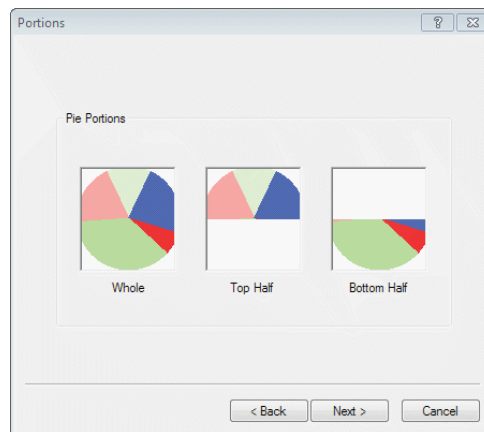 Portions
Pie Portions
Whole
Top Half
Bottom Half
< Back
Next >
Cancel